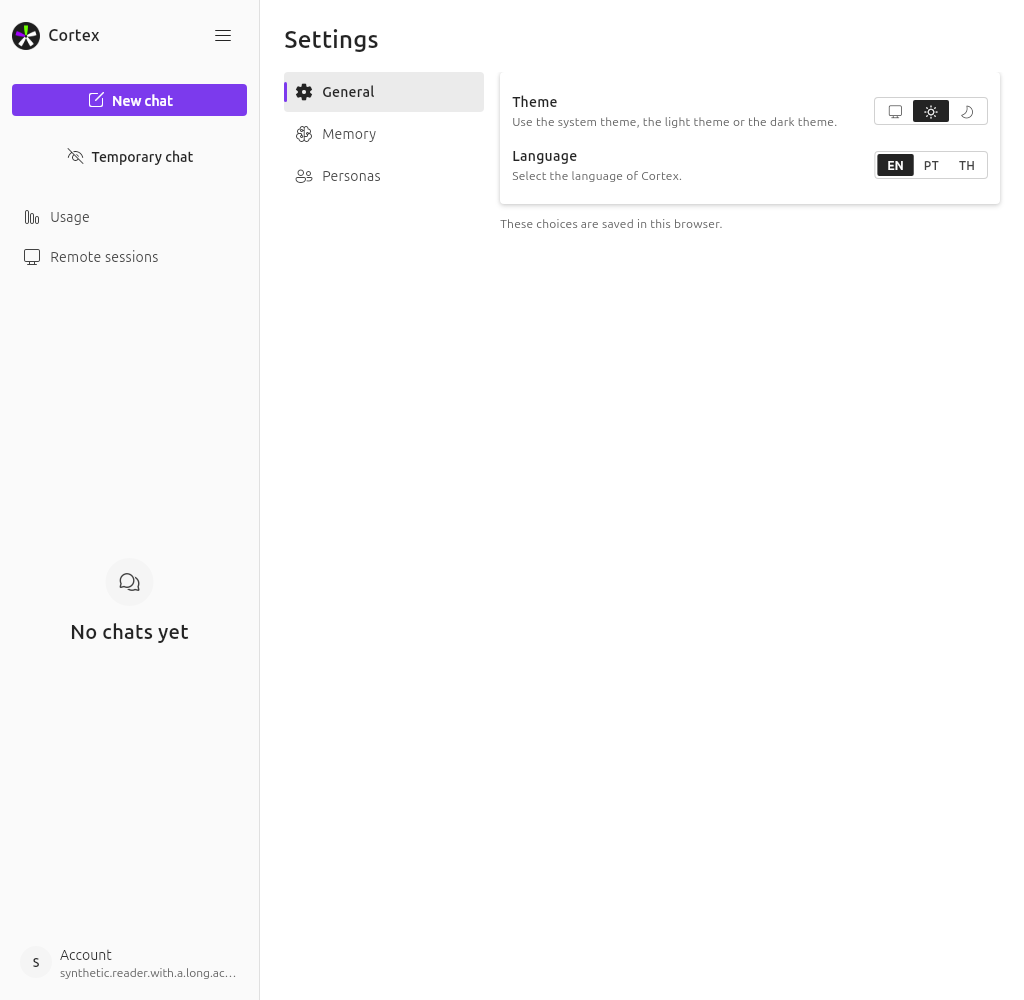 Cortex
New chat
Temporary chat
Usage
Remote sessions
No chats yet
S
Account
synthetic.reader.with.a.long.ac…
Settings
General
Memory
Personas
Theme
Use the system theme, the light theme or the dark theme.
Language
Select the language of Cortex.
EN PT TH
These choices are saved in this browser.